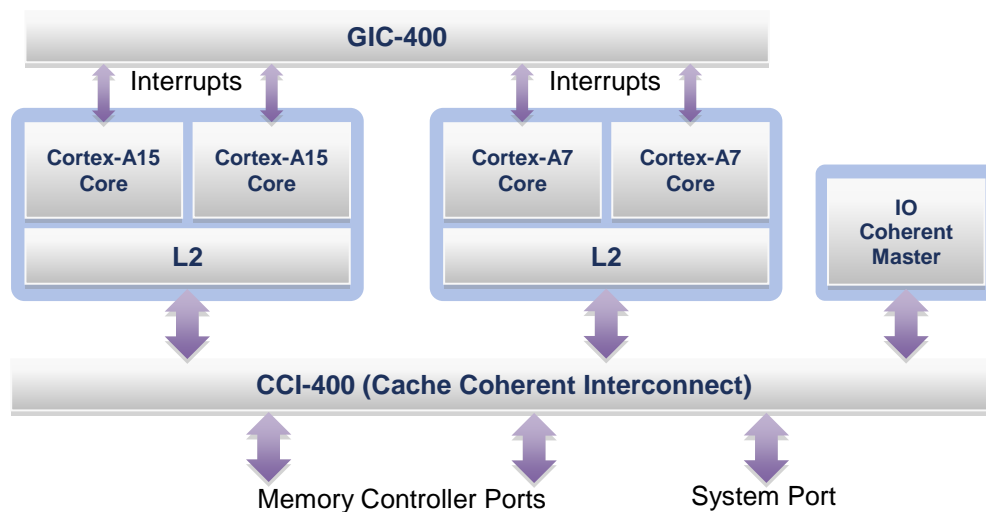 GIC-400
Interrupts
Interrupts
Cortex-A15
Core
Cortex-A15
Core
Cortex-A7
Core
Cortex-A7
Core
L2
L2
IO
Coherent
Master
CCI-400 (Cache Coherent Interconnect)
Memory Controller Ports
System Port